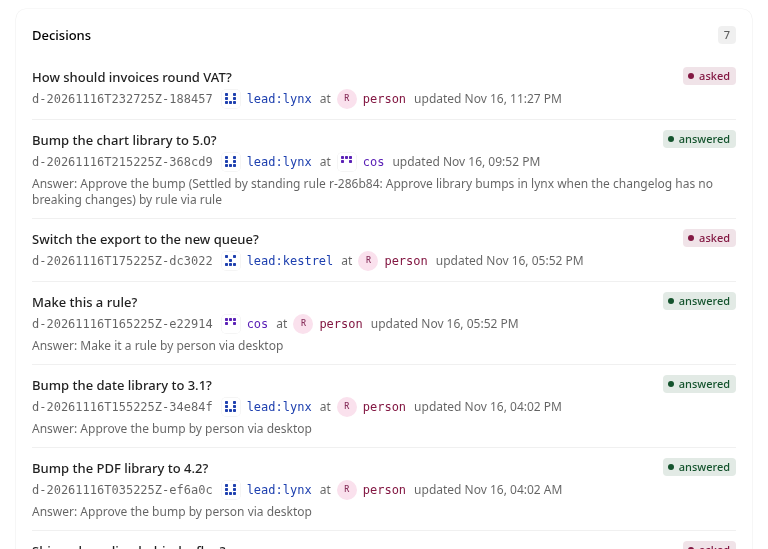 Decisions 7
How should invoices round VAT? asked
d-20261116T232725Z-188457 lead:lynx at R person updated Nov 16, 11:27 PM
Bump the chart library to 5.0? answered
d-20261116T215225Z-368cd9 lead:lynx at cos updated Nov 16, 09:52 PM
Answer: Approve the bump (Settled by standing rule r-286b84: Approve library bumps in lynx when the changelog has no
breaking changes) by rule via rule
Switch the export to the new queue? asked
d-20261116T175225Z-dc3022 lead:kestrel at R person updated Nov 16, 05:52 PM
Make this a rule? answered
d-20261116T165225Z-e22914 cos at R person updated Nov 16, 05:52 PM
Answer: Make it a rule by person via desktop
Bump the date library to 3.1? answered
d-20261116T155225Z-34e84f lead:lynx at R person updated Nov 16, 04:02 PM
Answer: Approve the bump by person via desktop
Bump the PDF library to 4.2? answered
d-20261116T035225Z-ef6a0c lead:lynx at R person updated Nov 16, 04:02 AM
Answer: Approve the bump by person via desktop
asked